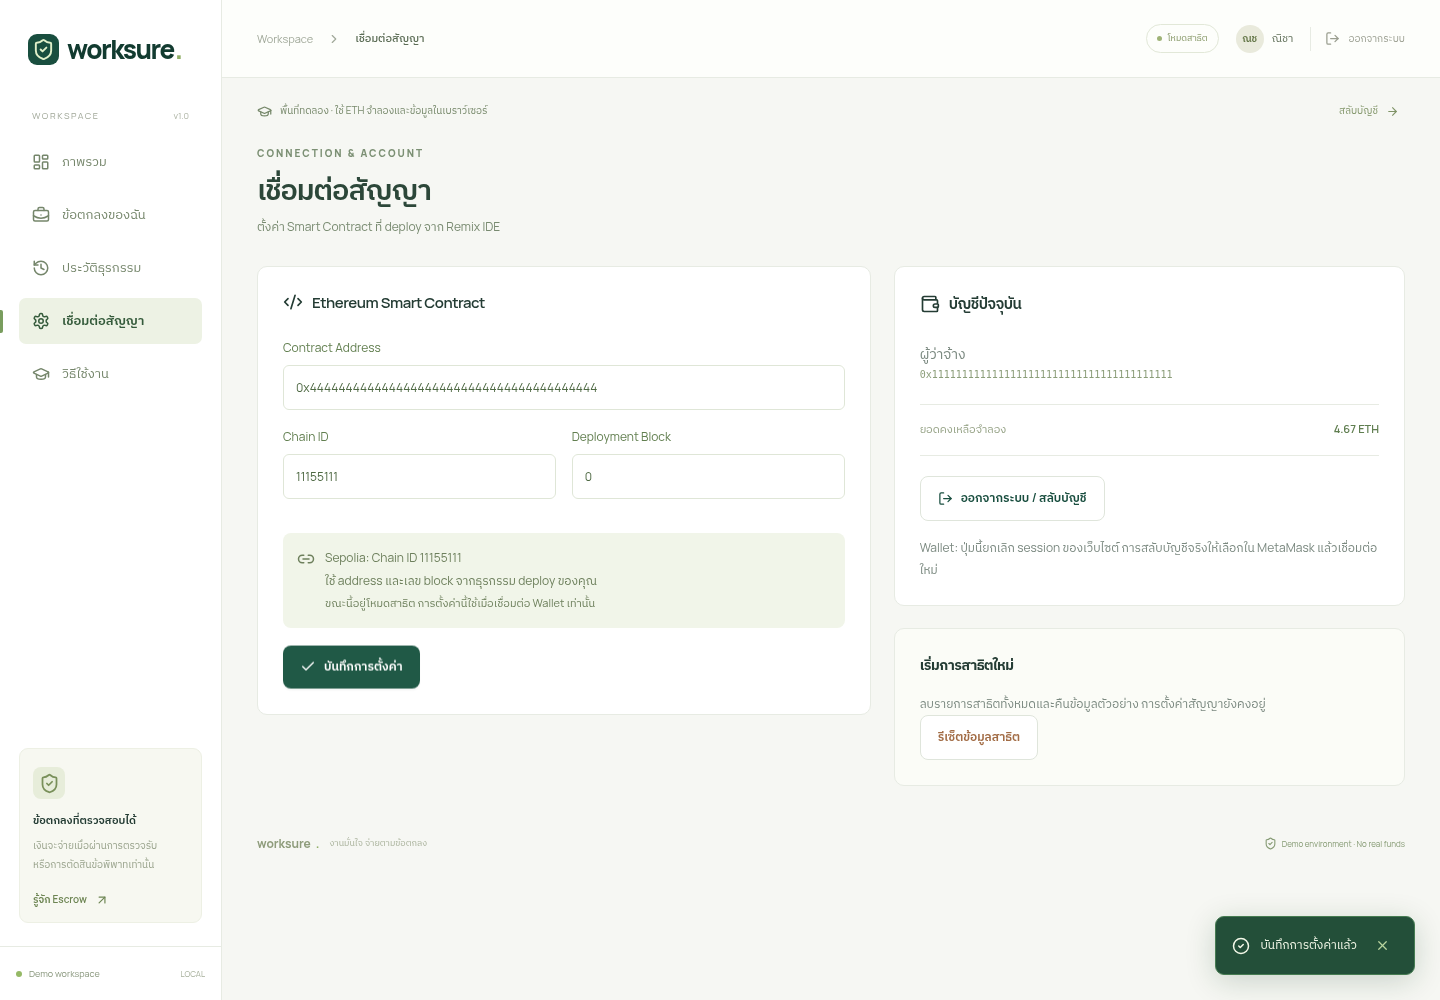 worksure.
WORKSPACE v1.0
ภาพรวม
ข้อตกลงของฉัน
ประวัติธุรกรรม
เชื่อมต่อสัญญา
วิธีใช้งาน
ข้อตกลงที่ตรวจสอบได้
เงินจะจ่ายเมื่อผ่านการตรวจรับ
หรือการตัดสินข้อพิพาทเท่านั้น
รู้จัก Escrow
Demo workspace LOCAL
Workspace เชื่อมต่อสัญญา
โหมดสาธิต ณช ณิชา ออกจากระบบ
พื้นที่ทดลอง · ใช้ ETH จำลองและข้อมูลในเบราว์เซอร์ สลับบัญชี
CONNECTION & ACCOUNT
เชื่อมต่อสัญญา
ตั้งค่า Smart Contract ที่ deploy จาก Remix IDE
Ethereum Smart Contract
Contract Address
0x4444444444444444444444444444444444444444
Chain ID Deployment Block
11155111 0
Sepolia: Chain ID 11155111
ใช้ address และเลข block จากธุรกรรม deploy ของคุณ
ขณะนี้อยู่โหมดสาธิต การตั้งค่านี้ใช้เมื่อเชื่อมต่อ Wallet เท่านั้น
บันทึกการตั้งค่า
บัญชีปัจจุบัน
ผู้ว่าจ้าง
0x1111111111111111111111111111111111111111
ยอดคงเหลือจำลอง 4.67 ETH
ออกจากระบบ / สลับบัญชี
Wallet: ปุ่มนี้ยกเลิก session ของเว็บไซต์ การสลับบัญชีจริงให้เลือกใน MetaMask แล้วเชื่อมต่อ
ใหม่
เริ่มการสาธิตใหม่
ลบรายการสาธิตทั้งหมดและคืนข้อมูลตัวอย่าง การตั้งค่าสัญญายังคงอยู่
รีเซ็ตข้อมูลสาธิต
worksure . งานมั่นใจ จ่ายตามข้อตกลง
Demo environment · No real funds
บันทึกการตั้งค่าแล้ว